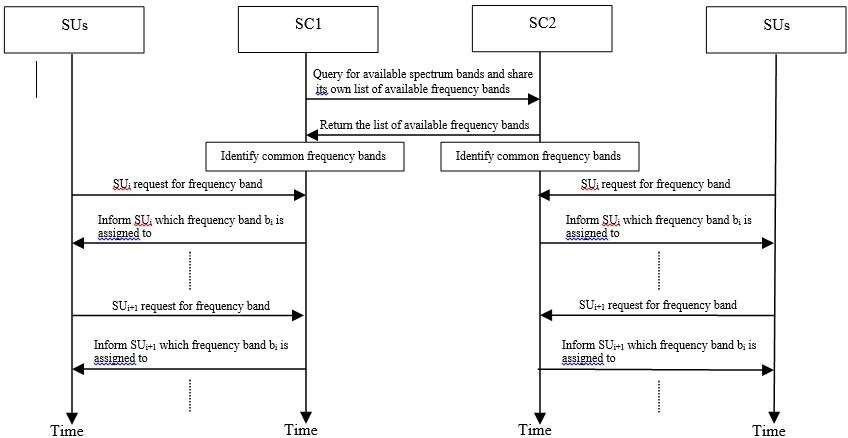 SUs
SC1
SC2
SUs
Query for available spectrum bands and share
its own list of available frequency bands
Return the list of available frequency bands
Identify common frequency bands
Identify common frequency bands
SUi request for frequency band
SUi request for frequency band
Inform SUi which frequency band bi is
assigned to
Inform SUi which frequency band bi is
assigned to
SUi+1 request for frequency band
SUi+1 request for frequency band
Inform SUi+1 which frequency band bi is
assigned to
Inform SUi+1 which frequency band bi is
assigned to
Time
Time
Time
Time